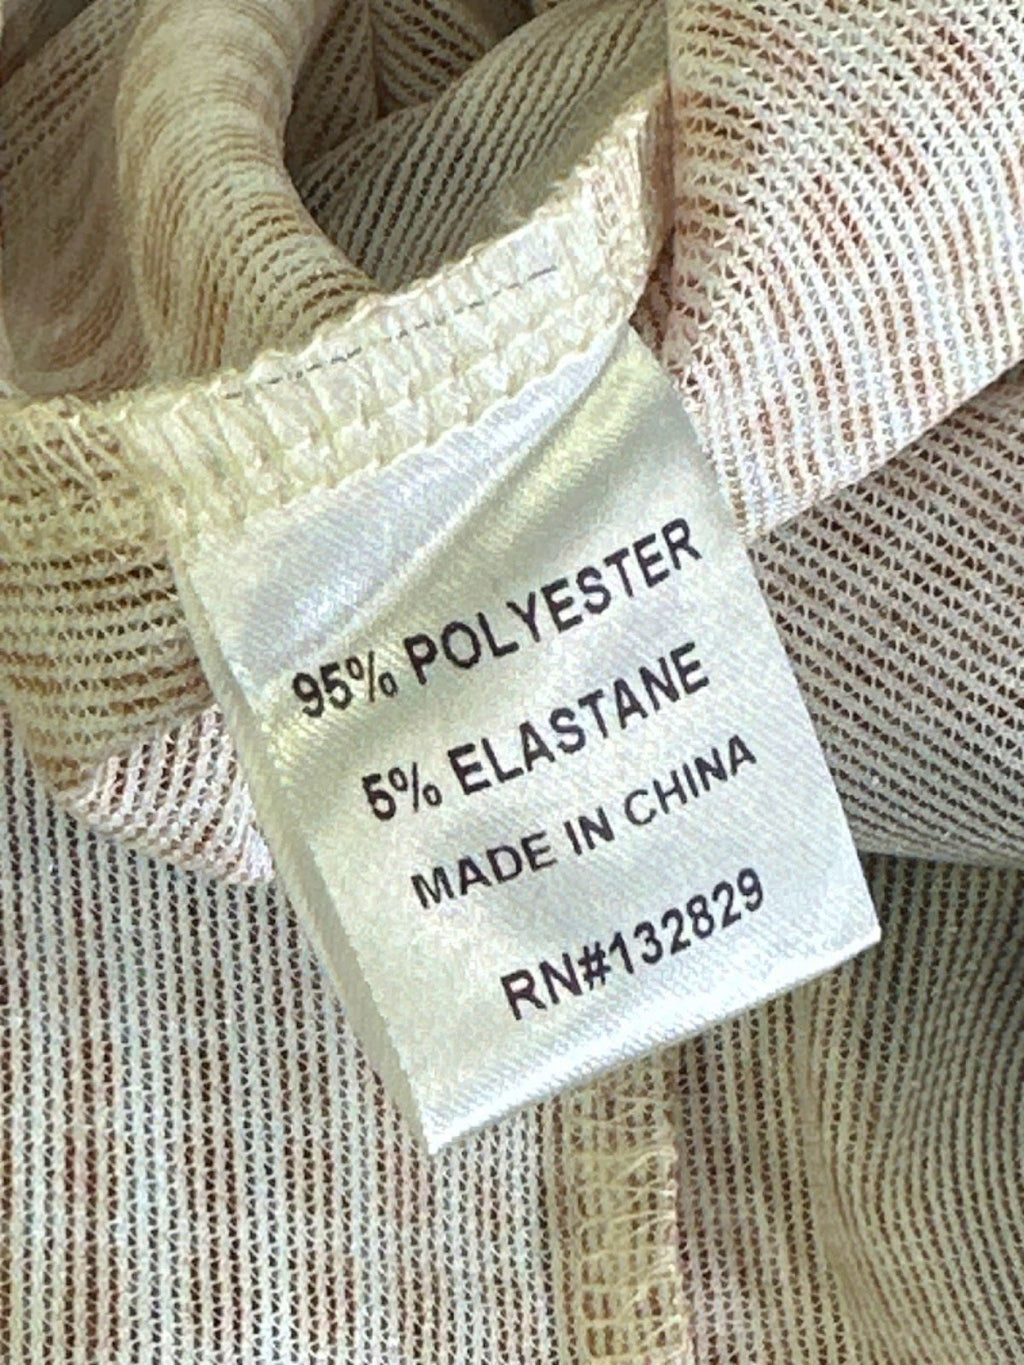 95% POLYESTER
5% ELASTANE
MADE IN CHINA
RN#132829